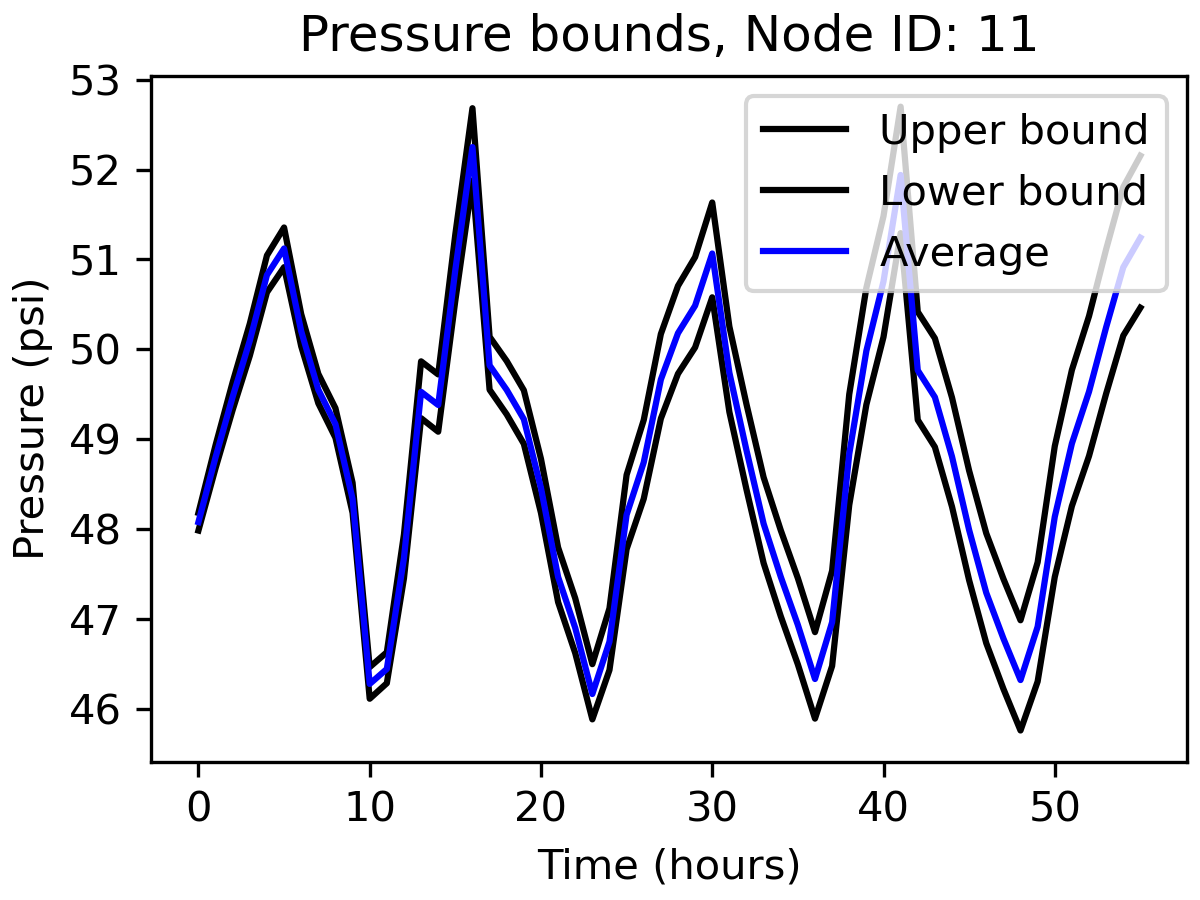 Pressure bounds, Node ID: 11
53
52
51
50
49
48
47
46
Pressure (psi)
Upper bound
Lower bound
Average
0 10 20 30 40 50
Time (hours)